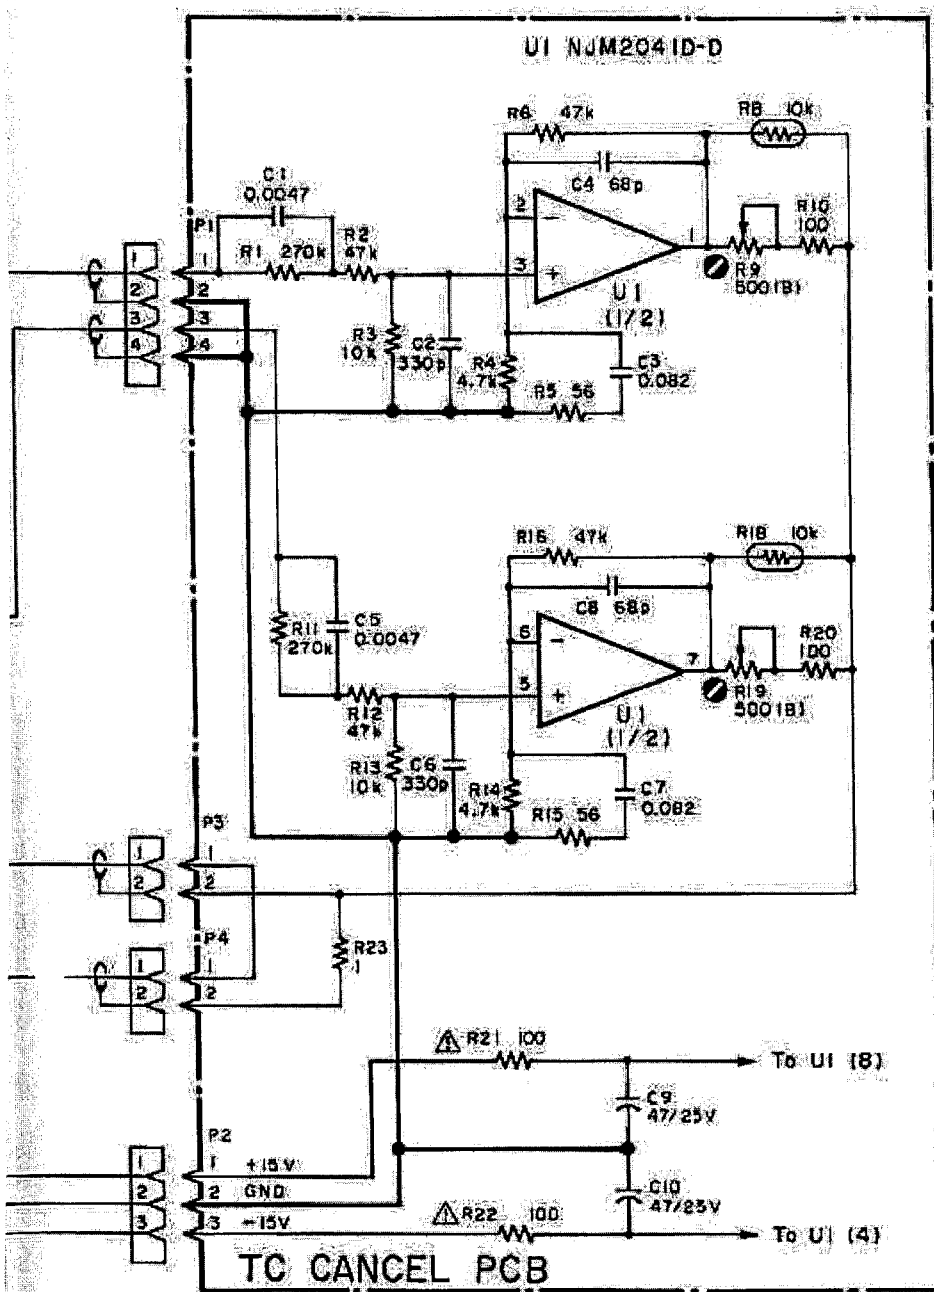 U1 NJM2041D-D
R6 47k
R8 10k
C4 68p
C1
0.0047
P1
R1 270k
R2
47k
2
3
1
R10
100
R9
500(B)
U1
(1/2)
1
2
3
4
1
2
3
4
R3
10k
C2
330p
R4
4.7k
C3
0.082
R5 56
R16 47k
R18 10k
C8 68p
R11
270k
C5
0.0047
6
5
7
R20
100
R19
500(B)
U1
(1/2)
R12
47k
R13
10k
C6
330p
R14
4.7k
C7
0.082
R15 56
P3
1
2
1
2
P4
1
2
1
2
R23
1
R21 100
To U1 (8)
C9
47/25V
P2
1
2
3
1 +15V
2 GND
3 -15V
C10
47/25V
R22 100
To U1 (4)
TC CANCEL PCB